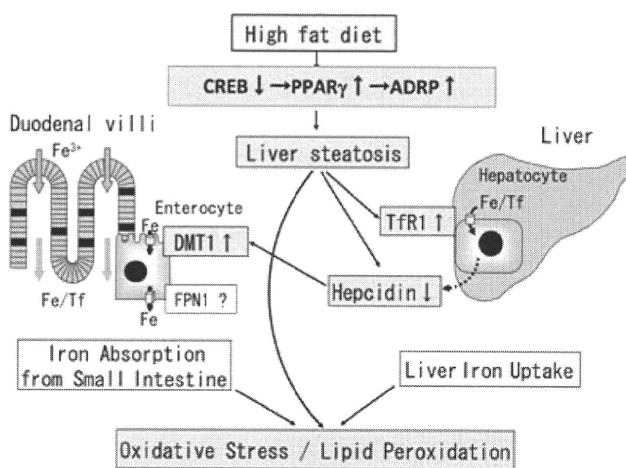 High fat diet
CREB ↓ →PPARγ ↑ →ADRP ↑
Duodenal villi
Fe³⁺
Liver steatosis
Liver
Hepatocyte
Fe/Tf
TfR1 ↑
Enterocyte
Fe
DMT1 ↑
Hepcidin ↓
Fe/Tf
FPN1 ?
Fe
Iron Absorption
from Small Intestine
Liver Iron Uptake
Oxidative Stress / Lipid Peroxidation